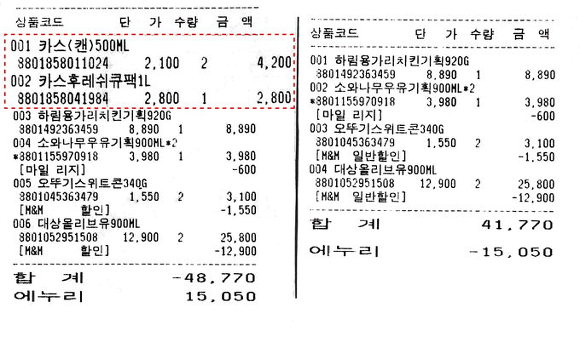 상품코드 단 가 수량 금 액
001 카스(캔)500ML
8801858011024 2,100 2 4,200
002 카스후레쉬큐팩1L
8801858041984 2,800 1 2,800
003 하림용가리치킨기획920G
8801492363459 8,890 1 8,890
004 소와나무우유기획900ML*2
*8801155970918 3,980 1 3,980
[마일 리지] -600
005 오뚜기스위트콘340G
8801045363479 1,550 2 3,100
[M&M 할인] -1,550
006 대상올리브유900ML
8801052951508 12,900 2 25,800
[M&M 할인] -12,900
합 계 -48,770
에누리 15,050
상품코드 단 가 수량 금 액
001 하림용가리치킨기획920G
8801492363459 8,890 1 8,890
002 소와나무우유기획900ML*2
*8801155970918 3,980 1 3,980
[마일 리지] -600
003 오뚜기스위트콘340G
8801045363479 1,550 2 3,100
[M&M 일반할인] -1,550
004 대상올리브유900ML
8801052951508 12,900 2 25,800
[M&M 일반할인] -12,900
합 계 41,770
에누리 -15,050